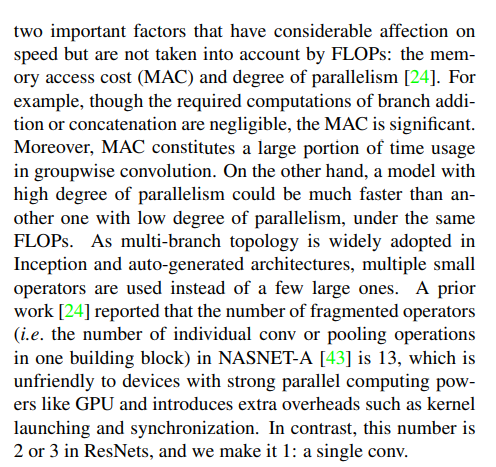 two important factors that have considerable affection on
speed but are not taken into account by FLOPs: the mem-
ory access cost (MAC) and degree of parallelism [24]. For
example, though the required computations of branch addi-
tion or concatenation are negligible, the MAC is significant.
Moreover, MAC constitutes a large portion of time usage
in groupwise convolution. On the other hand, a model with
high degree of parallelism could be much faster than an-
other one with low degree of parallelism, under the same
FLOPs. As multi-branch topology is widely adopted in
Inception and auto-generated architectures, multiple small
operators are used instead of a few large ones. A prior
work [24] reported that the number of fragmented operators
(i.e. the number of individual conv or pooling operations
in one building block) in NASNET-A [43] is 13, which is
unfriendly to devices with strong parallel computing pow-
ers like GPU and introduces extra overheads such as kernel
launching and synchronization. In contrast, this number is
2 or 3 in ResNets, and we make it 1: a single conv.